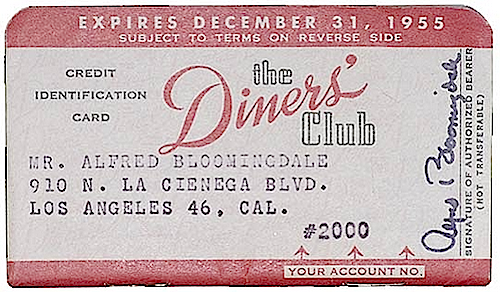 EXPIRES DECEMBER 31, 1955
SUBJECT TO TERMS ON REVERSE SIDE
CREDIT
IDENTIFICATION
CARD
the
Diners'
Club
MR. ALFRED BLOOMINGDALE
910 N. LA CIENEGA BLVD.
LOS ANGELES 46, CAL.
#2000
YOUR ACCOUNT NO.
Alfred Bloomingdale
SIGNATURE OF AUTHORIZED BEARER
(NOT TRANSFERABLE)